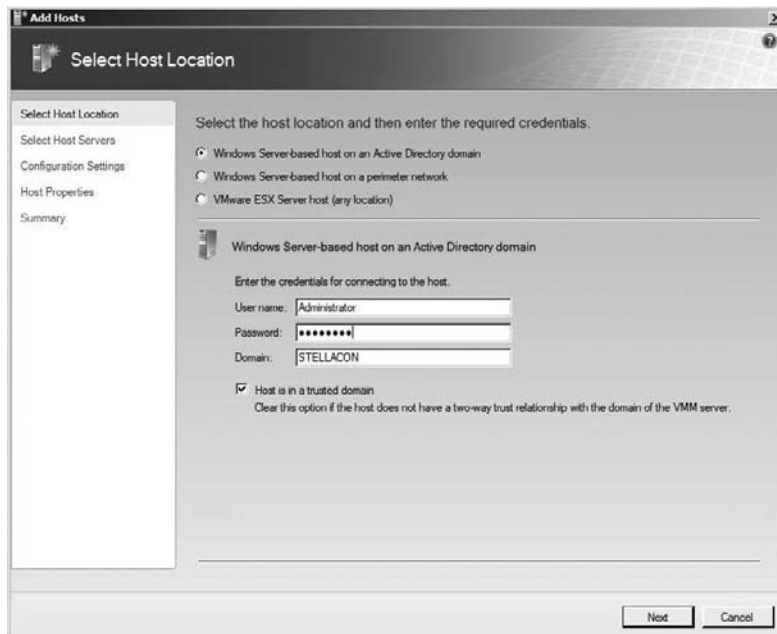 Add Hosts
Select Host Location
Select Host Location
Select Host Servers
Configuration Settings
Host Properties
Summary
Select the host location and then enter the required credentials.
Windows Server-based host on an Active Directory domain
Windows Server-based host on a perimeter network
VMware ESX Server host (any location)
Windows Server-based host on an Active Directory domain
Enter the credentials for connecting to the host.
User name: Administrator
Password: ••••••••
Domain: STELLACON
Host is in a trusted domain
Clear this option if the host does not have a two-way trust relationship with the domain of the VMM server.
Next Cancel